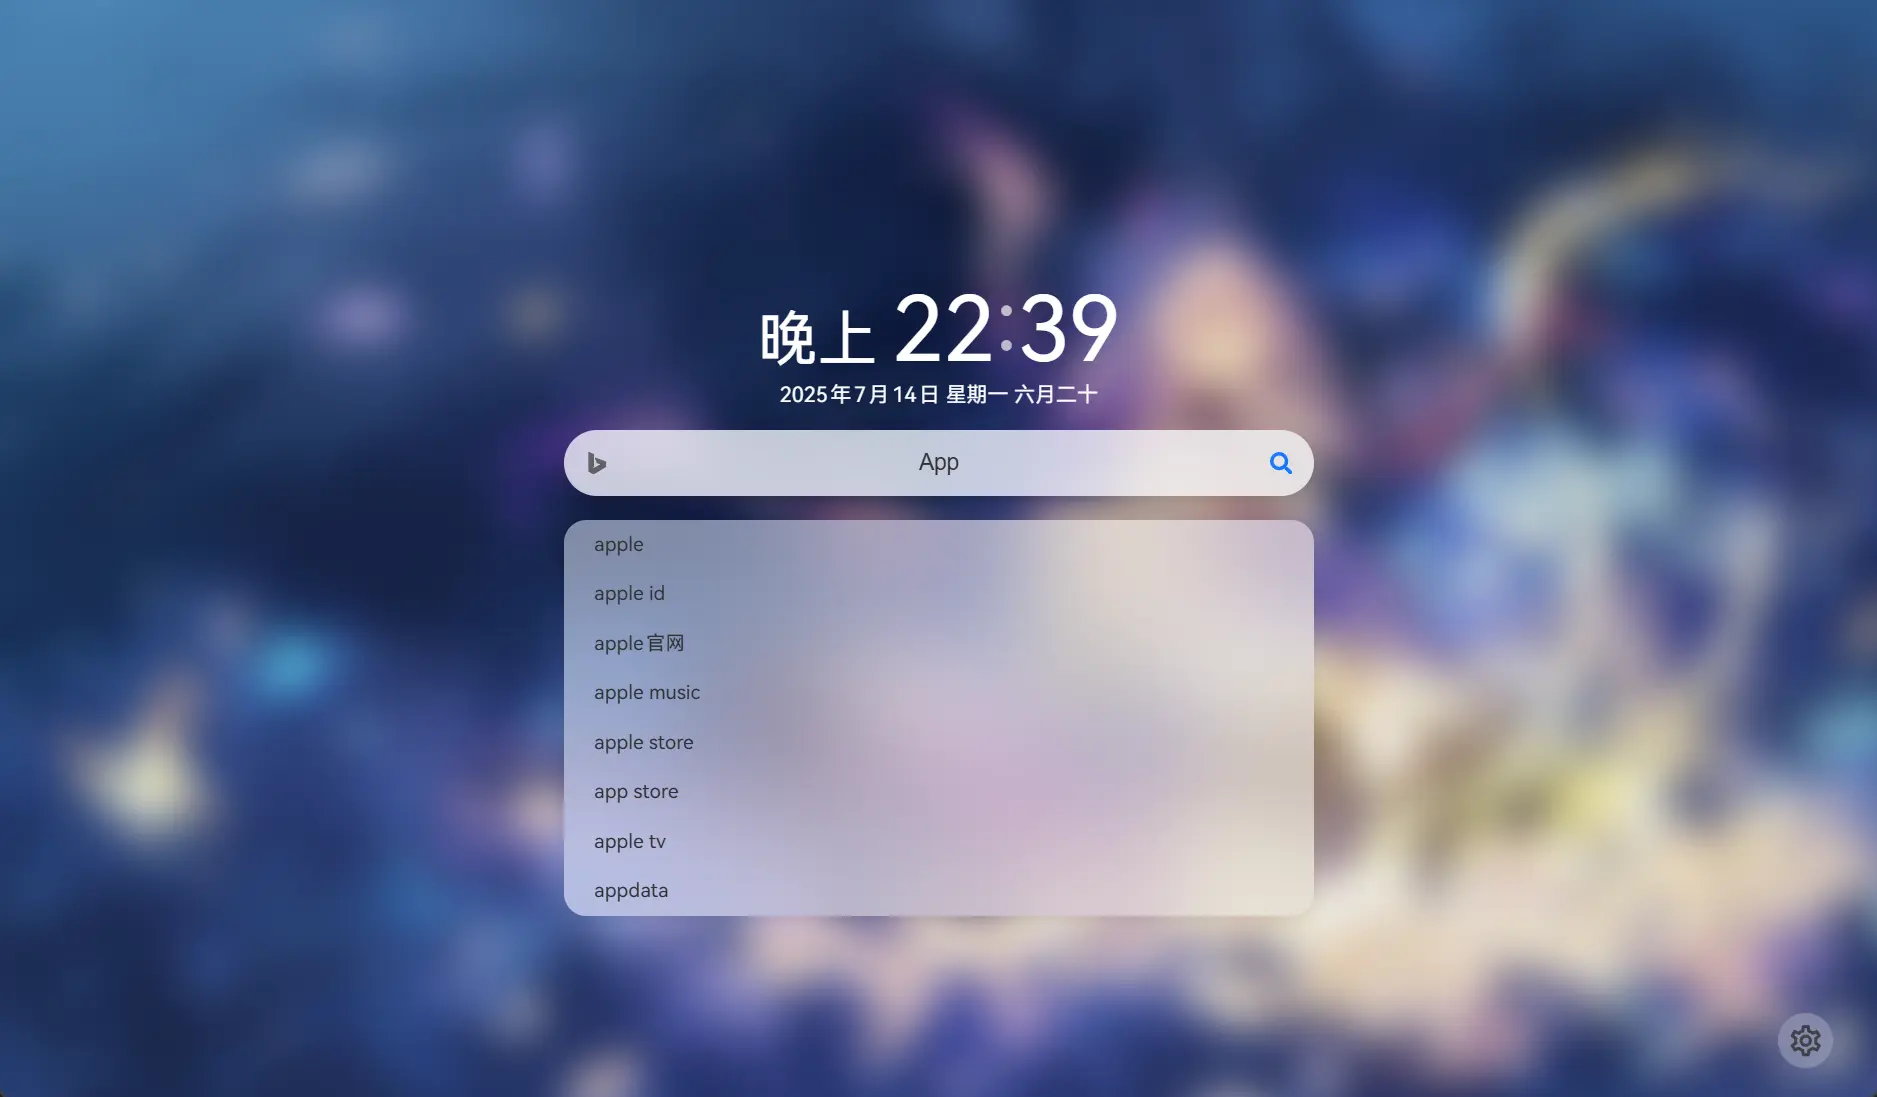 晚上 22:39
2025年7月14日 星期一 六月二十
App
apple
apple id
apple官网
apple music
apple store
app store
apple tv
appdata